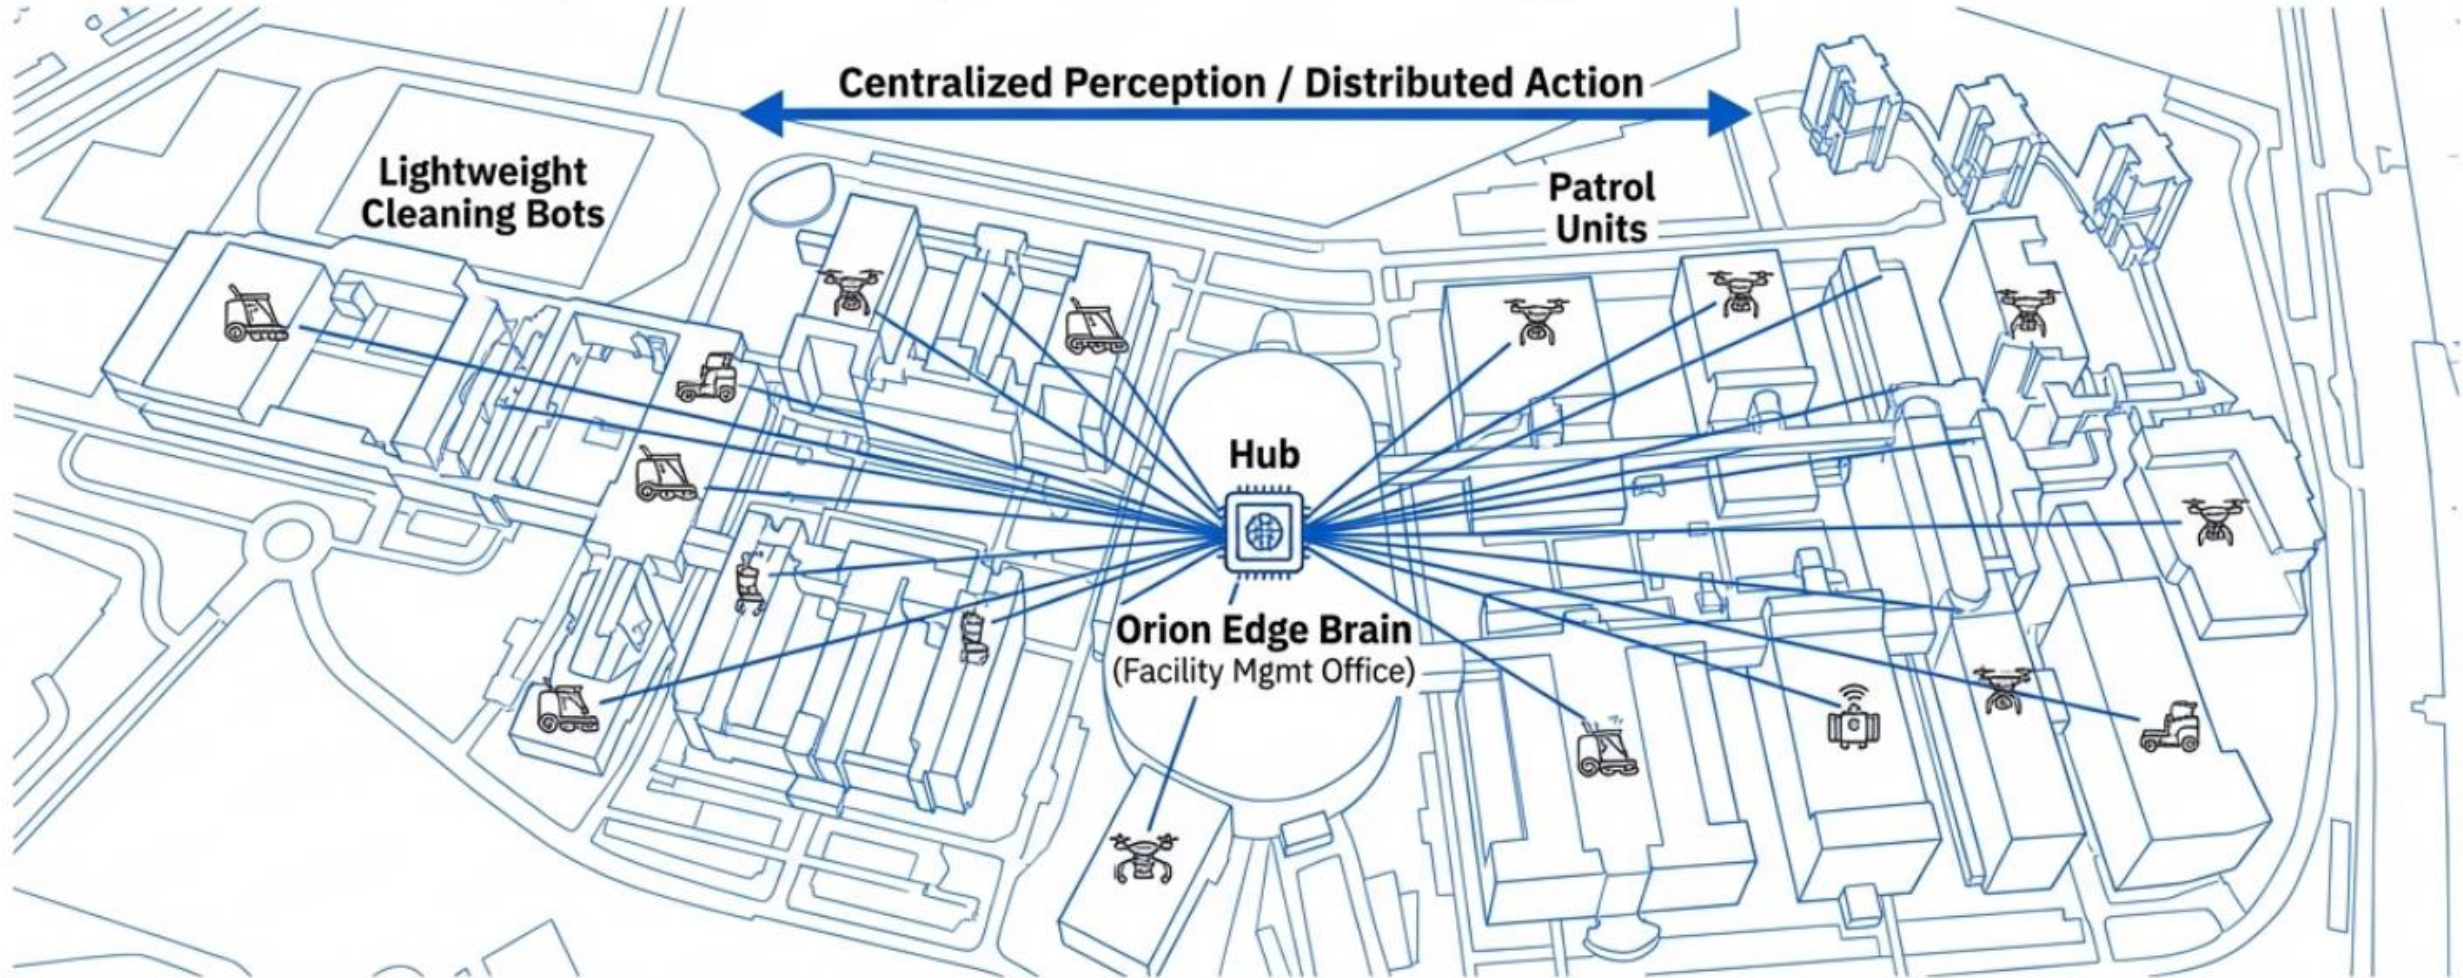 Centralized Perception / Distributed Action
Lightweight
Cleaning Bots
Patrol
Units
Hub
Orion Edge Brain
(Facility Mgmt Office)